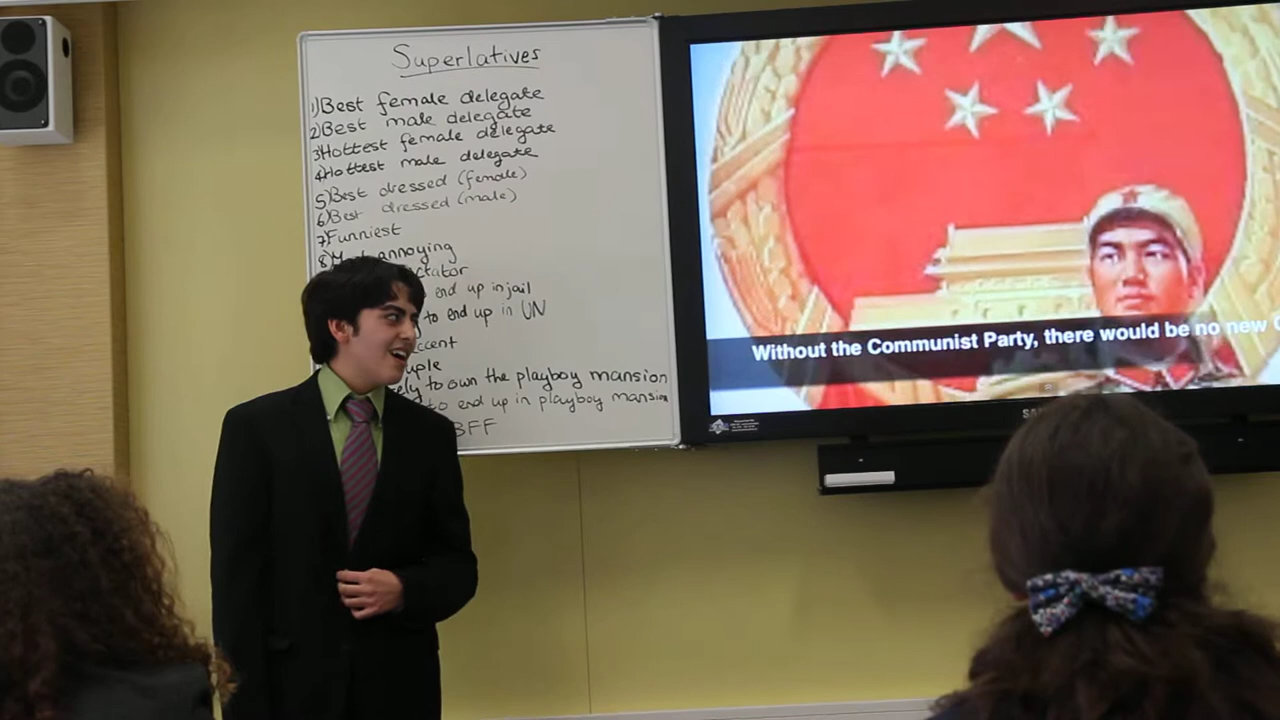 Superlatives
1) Best female delegate
2) Best male delegate
3) Hottest female delegate
4) Hottest male delegate
5) Best dressed (female)
6) Best dressed (male)
7) Funniest
8) annoying
ctator
end up in jail
to end up in UN
ccent
uple
ely to own the playboy mansion
to end up in playboy mansion
BFF
Without the Communist Party, there would be no new